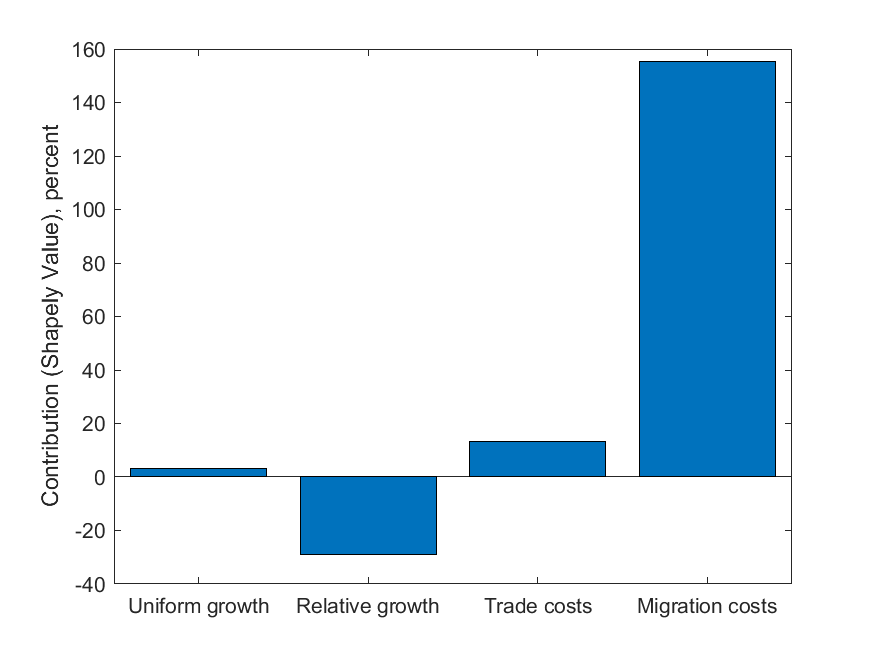 160
140
120
100
80
60
40
20
0
-20
-40
Contribution (Shapely Value), percent
Uniform growth
Relative growth
Trade costs
Migration costs